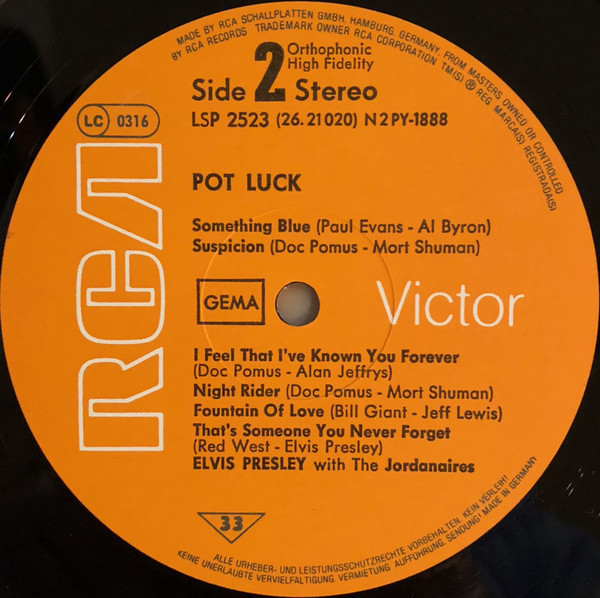 MADE BY RCA SCHALLPLATTEN GMBH, HAMBURG, GERMANY, FROM MASTERS OWNED OR CONTROLLED
BY RCA RECORDS TRADEMARK OWNER RCA CORPORATION TM(S) ® REG. MARCA(S) REGISTRADA(S)
Orthophonic
High Fidelity
Side 2 Stereo
LC 0316
LSP 2523 (26.21020) N2PY-1888
POT LUCK
Something Blue (Paul Evans - Al Byron)
Suspicion (Doc Pomus - Mort Shuman)
RCA
GEMA
Victor
I Feel That I've Known You Forever
(Doc Pomus - Alan Jeffrys)
Night Rider (Doc Pomus - Mort Shuman)
Fountain Of Love (Bill Giant - Jeff Lewis)
That's Someone You Never Forget
(Red West - Elvis Presley)
ELVIS PRESLEY with The Jordanaires
33
ALLE URHEBER- UND LEISTUNGSSCHUTZRECHTE VORBEHALTEN. KEIN VERLEIH!
KEINE UNERLAUBTE VERVIELFÄLTIGUNG, VERMIETUNG, AUFFÜHRUNG, SENDUNG! MADE IN GERMANY